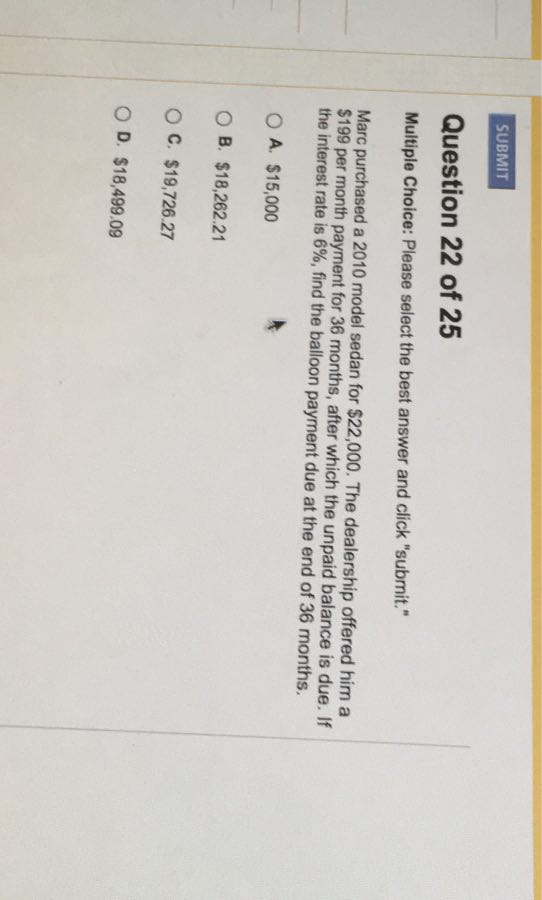 SUBMIT
Question 22 of 25
Multiple Choice: Please select the best answer and click "submit."
Marc purchased a 2010 model sedan for $22,000. The dealership offered him a
$199 per month payment for 36 months, after which the unpaid balance is due. If
the interest rate is 6%, find the balloon payment due at the end of 36 months.
A. $15,000
B. $18,262.21
C. $19,726.27
D. $18,499.09